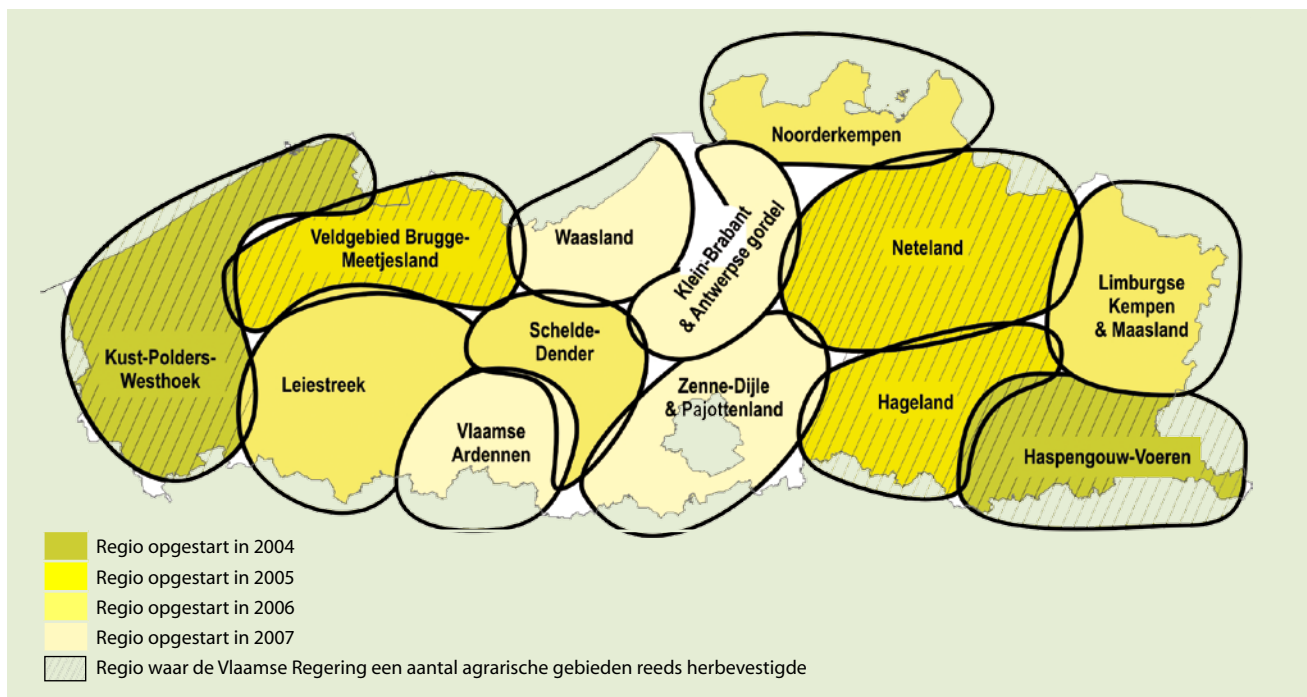 Noorderkempen
Veldgebied Brugge-
Meetjesland
Waasland
Klein-Brabant
& Antwerpse gordel
Neteland
Limburgse
Kempen
& Maasland
Kust-Polders-
Westhoek
Leiestreek
Schelde-
Dender
Vlaamse
Ardennen
Zenne-Dijle
& Pajottenland
Hageland
Haspengouw-Voeren
Regio opgestart in 2004
Regio opgestart in 2005
Regio opgestart in 2006
Regio opgestart in 2007
Regio waar de Vlaamse Regering een aantal agrarische gebieden reeds herbevestigde